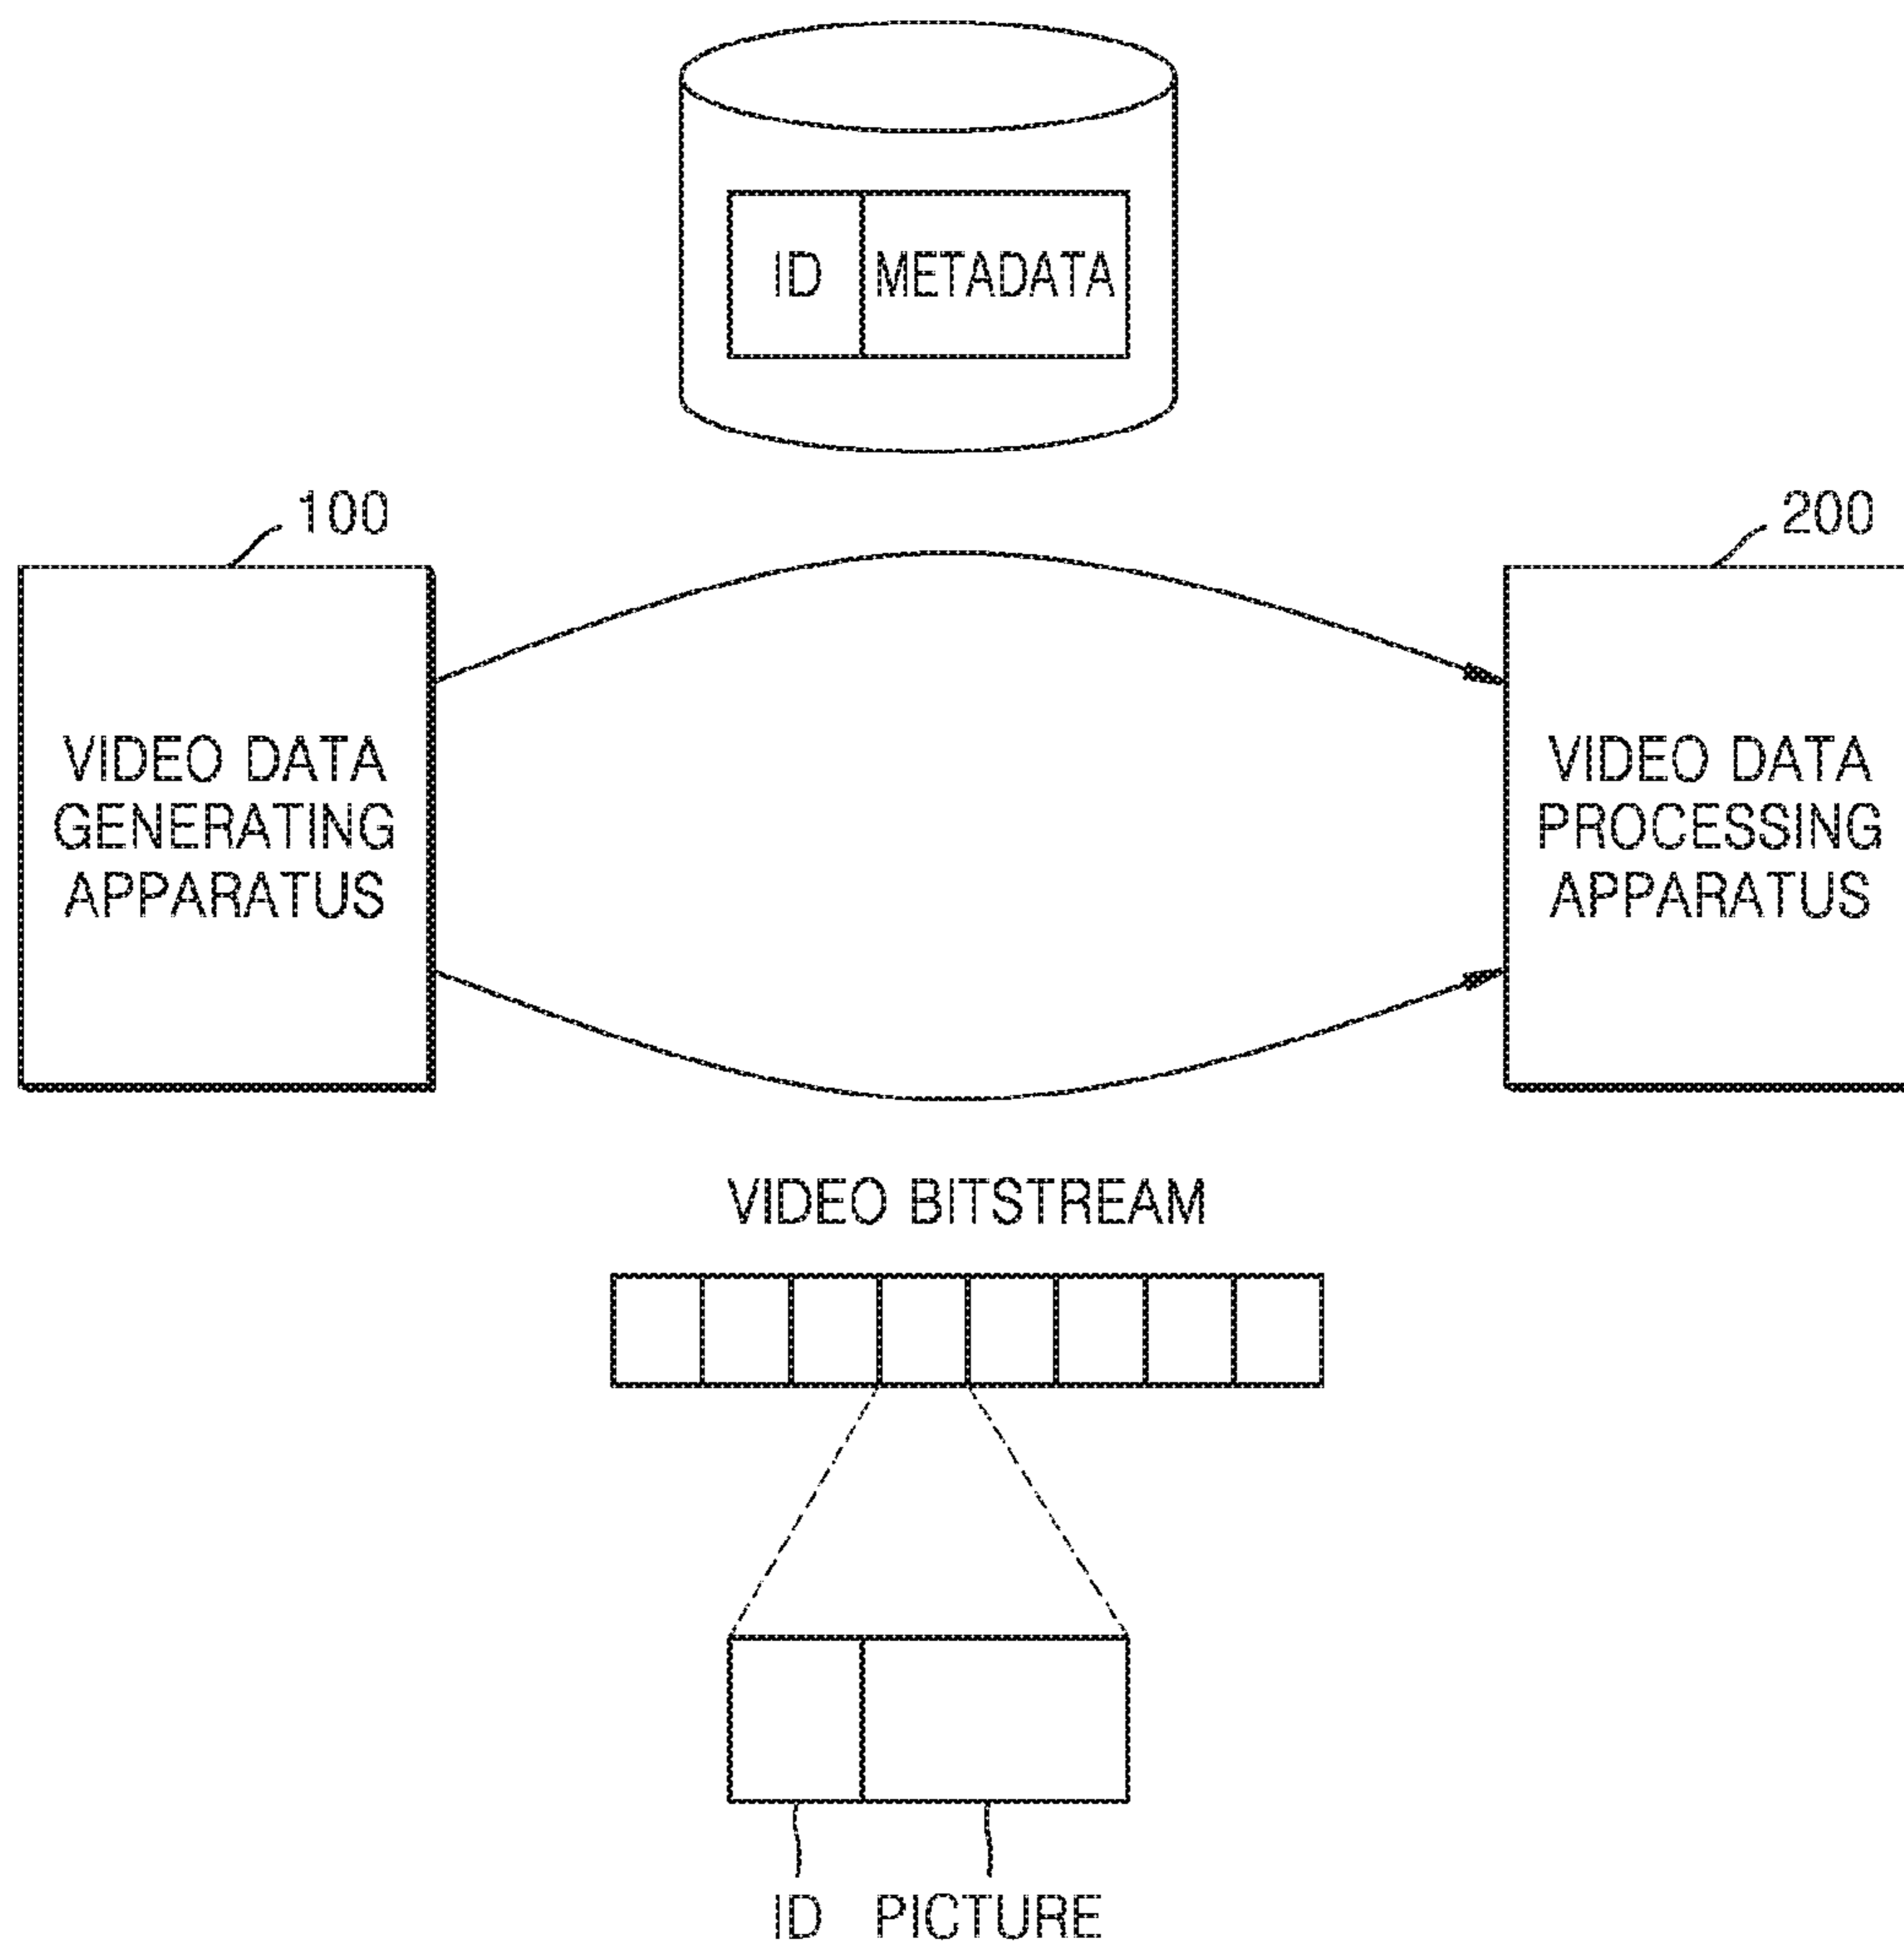 ID METADATA
100
200
VIDEO DATA
GENERATING
APPARATUS
VIDEO DATA
PROCESSING
APPARATUS
VIDEO BITSTREAM
ID PICTURE